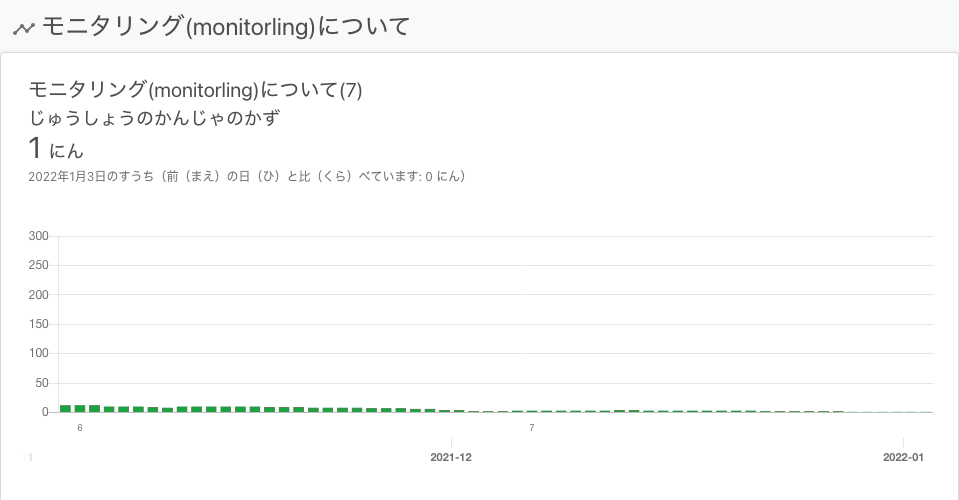 モニタリング(monitorling)について
モニタリング(monitorling)について(7)
じゅうしょうのかんじゃのかず
1 にん
2022年1月3日のすうち（前（まえ）の日（ひ）と比（くら）べています: 0 にん）
300
250
200
150
100
50
0
6 7
1 2021-12 2022-01